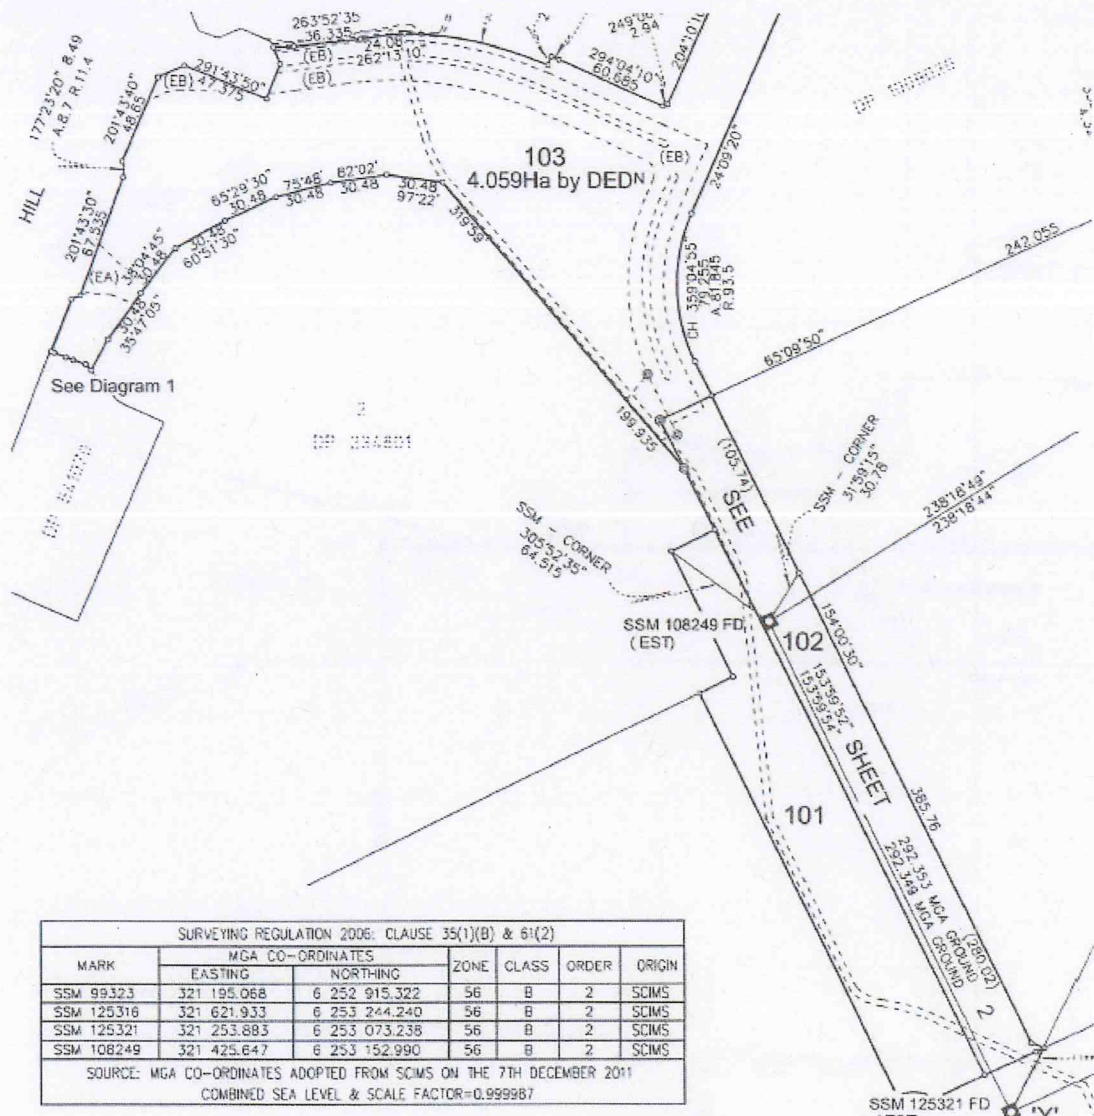 263°52'35"
36.335
24.08
(EB)
262°13'10"
(EB)
2.94
294°04'10"
60.685
204°10'10"
177°23'20" 8.49
A.8.7 R.11.4
201°43'40"
48.65
(EB)
291°43'50"
47.375
HILL
201°43'30"
67.535
(EA)
38°04'45"
30.48
30.48
35°47'05"
30.48
60°51'30"
65°29'30"
30.48
75°48'
30.48
82°02'
30.48
30.48
97°22'
103
4.059Ha by DEDᴺ
(EB)
319°59'
199.935
24°09'20"
CH 359°04'55"
79.255
A 81.845
R.93.5
242.055
65°09'50"
See Diagram 1
2
DP 234801
(105.74)
SEE
SHEET
2
SSM - CORNER
31°59'15"
30.78
238°18'49"
238°18'44"
SSM - CORNER
305°52'35"
64.515
SSM 108249 FD
(EST)
102
154°00'30"
385.76
153°59'52"
153°59'54"
101
292.353 MGA GROUND
292.349 MGA GROUND
(280.02)
SSM 125321 FD
SURVEYING REGULATION 2006: CLAUSE 35(1)(B) & 61(2)
MARK MGA CO-ORDINATES ZONE CLASS ORDER ORIGIN
EASTING NORTHING
SSM 99323 321 195.068 6 252 915.322 56 B 2 SCIMS
SSM 125316 321 621.933 6 253 244.240 56 B 2 SCIMS
SSM 125321 321 253.883 6 253 073.238 56 B 2 SCIMS
SSM 108249 321 425.647 6 253 152.990 56 B 2 SCIMS
SOURCE: MGA CO-ORDINATES ADOPTED FROM SCIMS ON THE 7TH DECEMBER 2011
COMBINED SEA LEVEL & SCALE FACTOR=0.999987